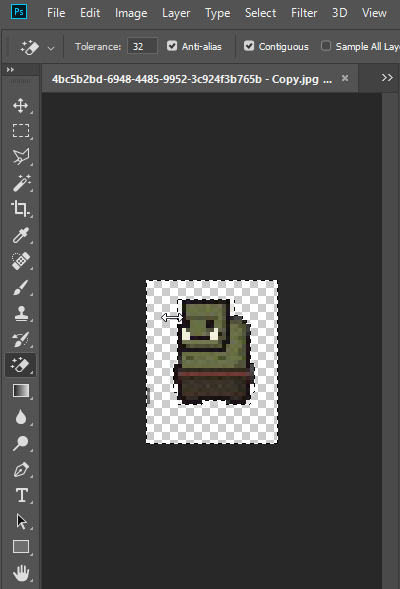 Ps File Edit Image Layer Type Select Filter 3D View
Tolerance: 32 Anti-alias Contiguous Sample All Lay
4bc5b2bd-6948-4485-9952-3c924f3b765b - Copy.jpg ...
T